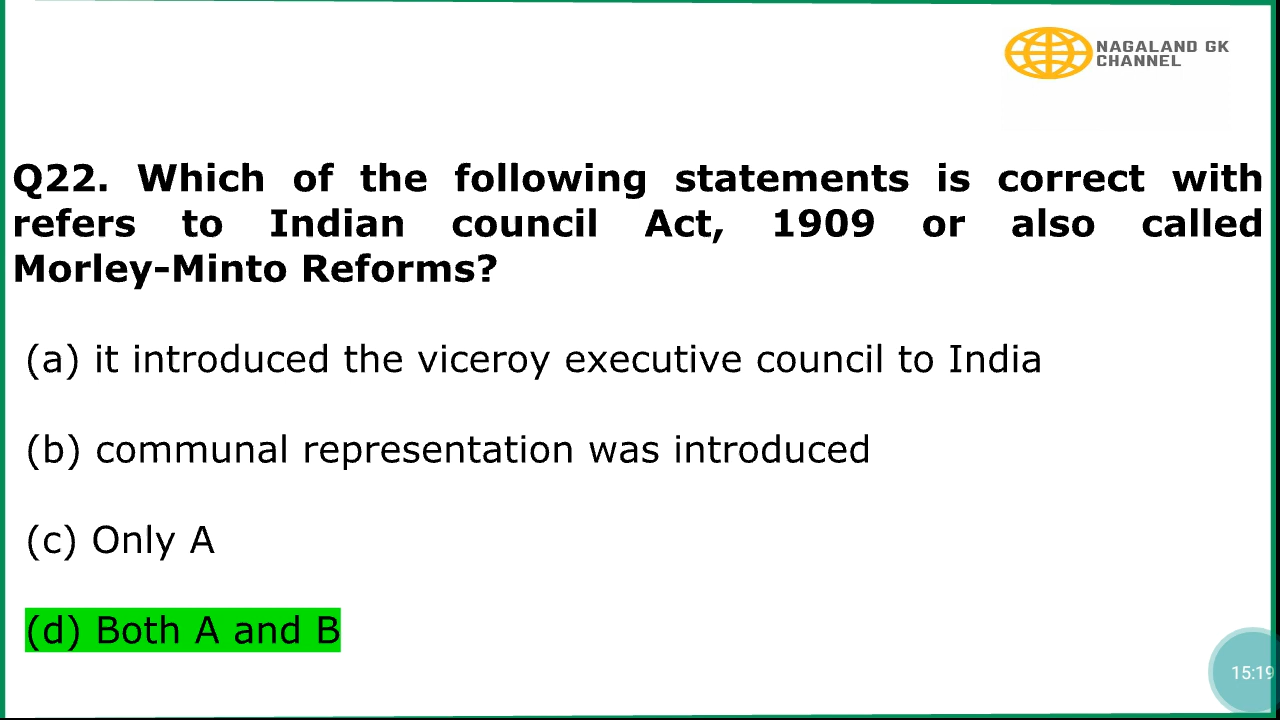 NAGALAND GK
CHANNEL
Q22. Which of the following statements is correct with
refers to Indian council Act, 1909 or also called
Morley-Minto Reforms?
(a) it introduced the viceroy executive council to India
(b) communal representation was introduced
(c) Only A
(d) Both A and B
15:19